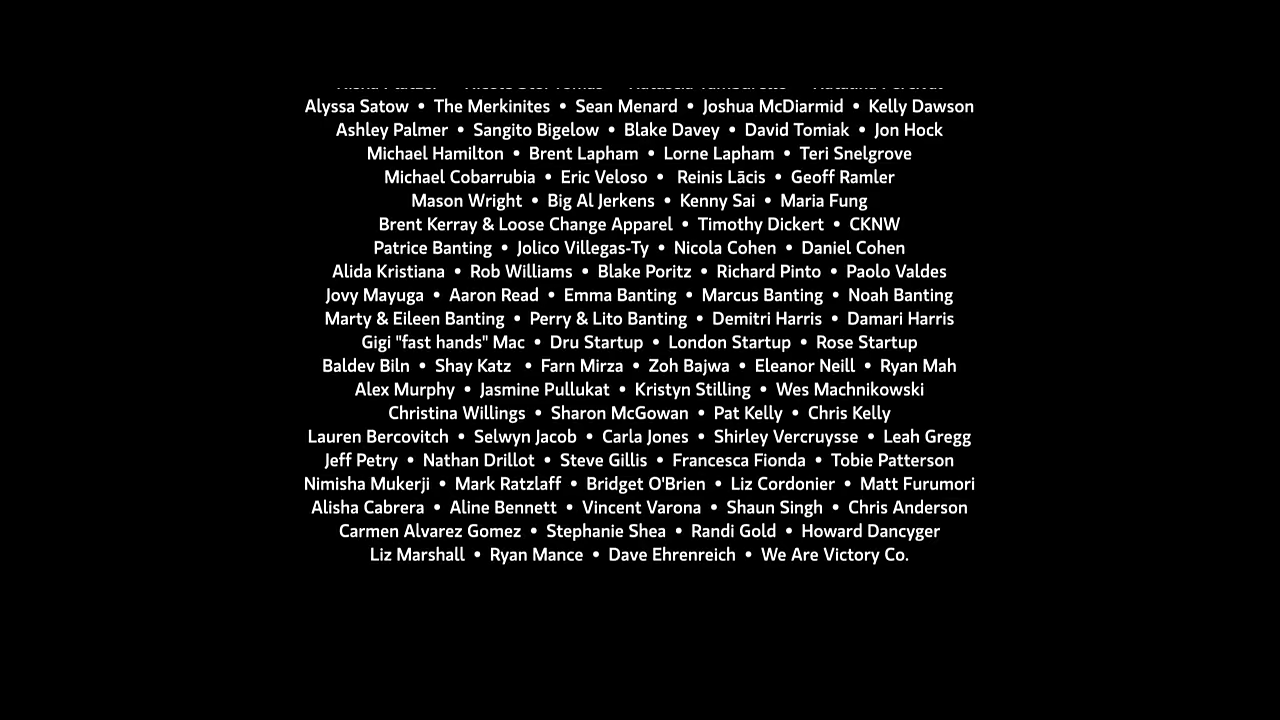 Alyssa Satow • The Merkinites • Sean Menard • Joshua McDiarmid • Kelly Dawson
Ashley Palmer • Sangito Bigelow • Blake Davey • David Tomiak • Jon Hock
Michael Hamilton • Brent Lapham • Lorne Lapham • Teri Snelgrove
Michael Cobarrubia • Eric Veloso • Reinis Lācis • Geoff Ramler
Mason Wright • Big Al Jerkens • Kenny Sai • Maria Fung
Brent Kerray & Loose Change Apparel • Timothy Dickert • CKNW
Patrice Banting • Jolico Villegas-Ty • Nicola Cohen • Daniel Cohen
Alida Kristiana • Rob Williams • Blake Poritz • Richard Pinto • Paolo Valdes
Jovy Mayuga • Aaron Read • Emma Banting • Marcus Banting • Noah Banting
Marty & Eileen Banting • Perry & Lito Banting • Demitri Harris • Damari Harris
Gigi "fast hands" Mac • Dru Startup • London Startup • Rose Startup
Baldev Biln • Shay Katz • Farn Mirza • Zoh Bajwa • Eleanor Neill • Ryan Mah
Alex Murphy • Jasmine Pullukat • Kristyn Stilling • Wes Machnikowski
Christina Willings • Sharon McGowan • Pat Kelly • Chris Kelly
Lauren Bercovitch • Selwyn Jacob • Carla Jones • Shirley Vercruysse • Leah Gregg
Jeff Petry • Nathan Drillot • Steve Gillis • Francesca Fionda • Tobie Patterson
Nimisha Mukerji • Mark Ratzlaff • Bridget O'Brien • Liz Cordonier • Matt Furumori
Alisha Cabrera • Aline Bennett • Vincent Varona • Shaun Singh • Chris Anderson
Carmen Alvarez Gomez • Stephanie Shea • Randi Gold • Howard Dancyger
Liz Marshall • Ryan Mance • Dave Ehrenreich • We Are Victory Co.